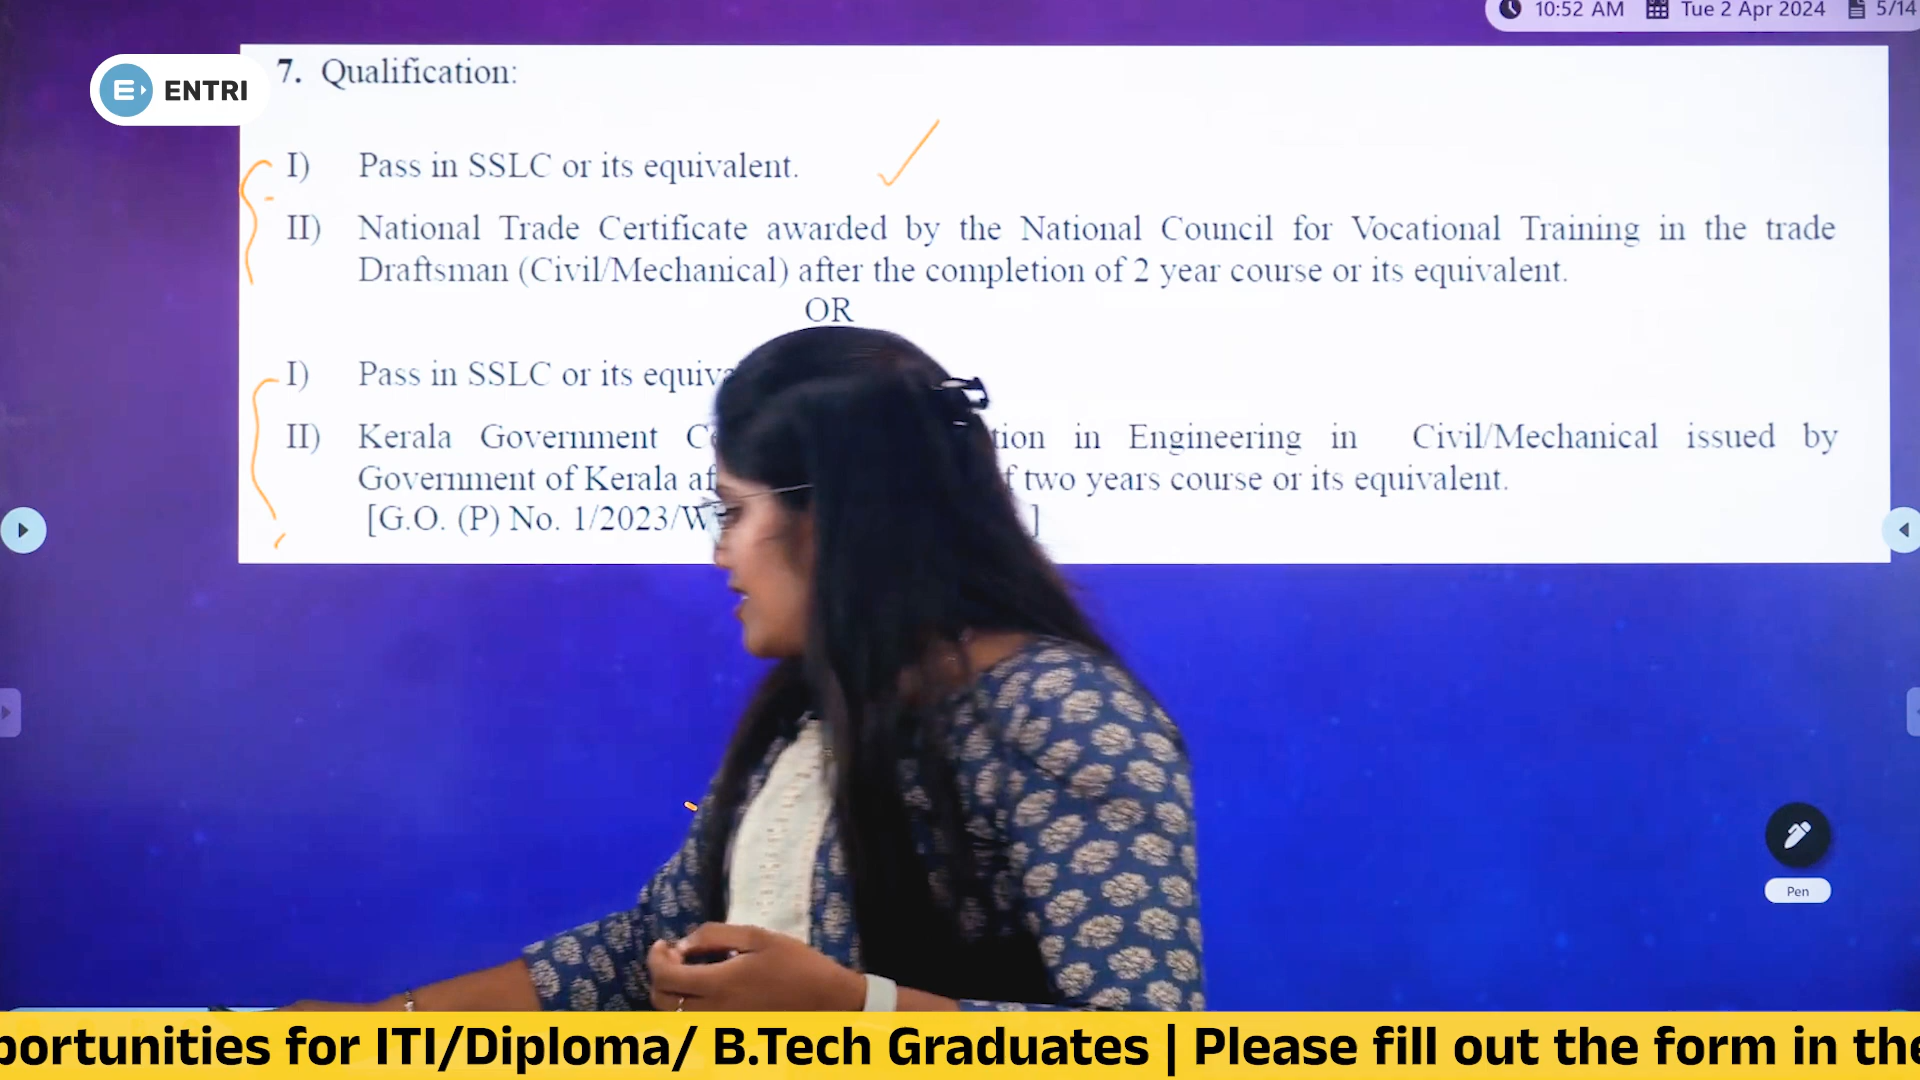 10:52 AM Tue 2 Apr 2024 5/14
ENTRI
7. Qualification:
I) Pass in SSLC or its equivalent.
II) National Trade Certificate awarded by the National Council for Vocational Training in the trade
Draftsman (Civil/Mechanical) after the completion of 2 year course or its equivalent.
OR
I) Pass in SSLC or its
II) Kerala Government in Engineering in Civil/Mechanical issued by
Government of Kerala two years course or its equivalent.
[G.O. (P) No. 1/2023/W ]
Pen
portunities for ITI/Diploma/ B.Tech Graduates | Please fill out the form in the